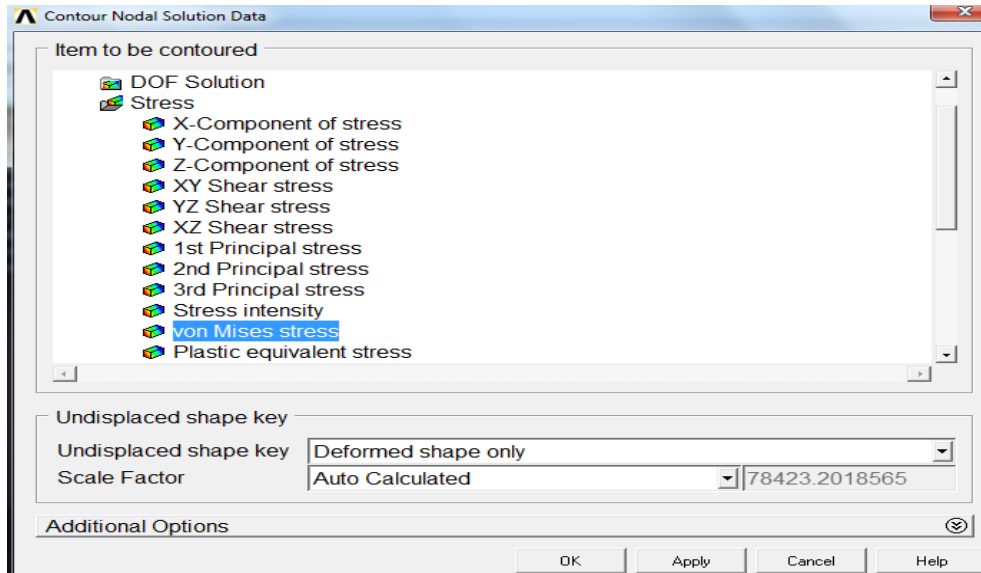 Contour Nodal Solution Data
Item to be contoured
DOF Solution
Stress
X-Component of stress
Y-Component of stress
Z-Component of stress
XY Shear stress
YZ Shear stress
XZ Shear stress
1st Principal stress
2nd Principal stress
3rd Principal stress
Stress intensity
von Mises stress
Plastic equivalent stress
Undisplaced shape key
Undisplaced shape key Deformed shape only
Scale Factor Auto Calculated 78423.2018565
Additional Options
OK Apply Cancel Help